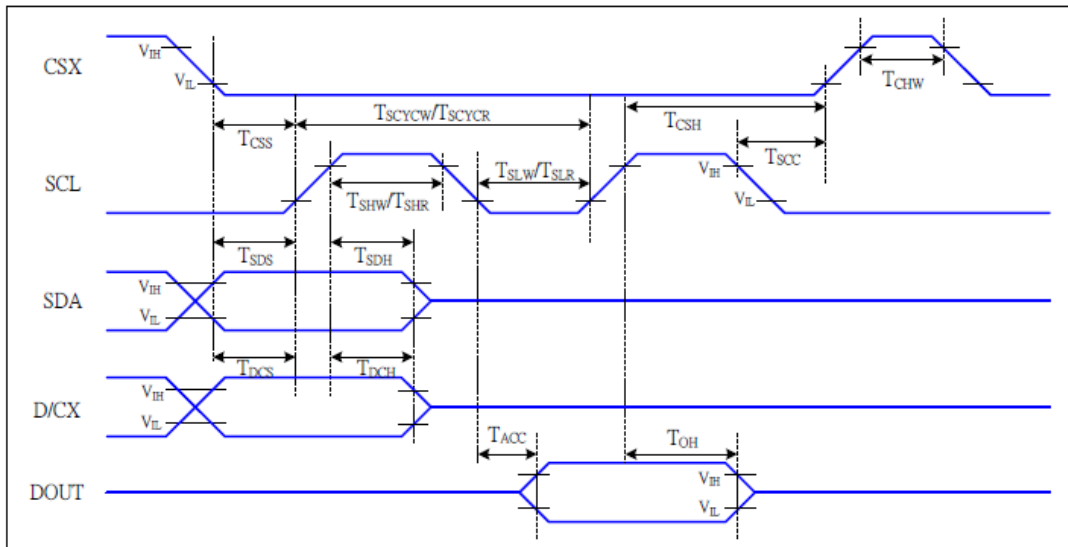 CSX
VIH
VIL
TCHW
TSCYCW/TSCYCR
TCSS
TCSH
TSCC
SCL
TSLW/TSLR
TSHW/TSHR
VIH
VIL
TSDS
TSDH
SDA
VIH
VIL
TDCS
TDCH
D/CX
VIH
VIL
TACC
TOH
DOUT
VIH
VIL